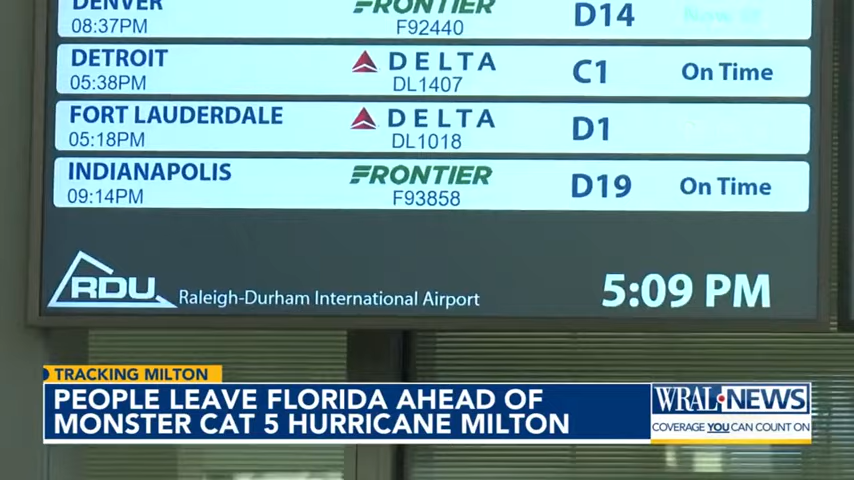 DENVER FRONTIER D14
08:37PM F92440
DETROIT DELTA C1 On Time
05:38PM DL1407
FORT LAUDERDALE DELTA D1
05:18PM DL1018
INDIANAPOLIS FRONTIER D19 On Time
09:14PM F93858
RDU Raleigh-Durham International Airport 5:09 PM
TRACKING MILTON
PEOPLE LEAVE FLORIDA AHEAD OF
MONSTER CAT 5 HURRICANE MILTON
WRAL NEWS
COVERAGE YOU CAN COUNT ON